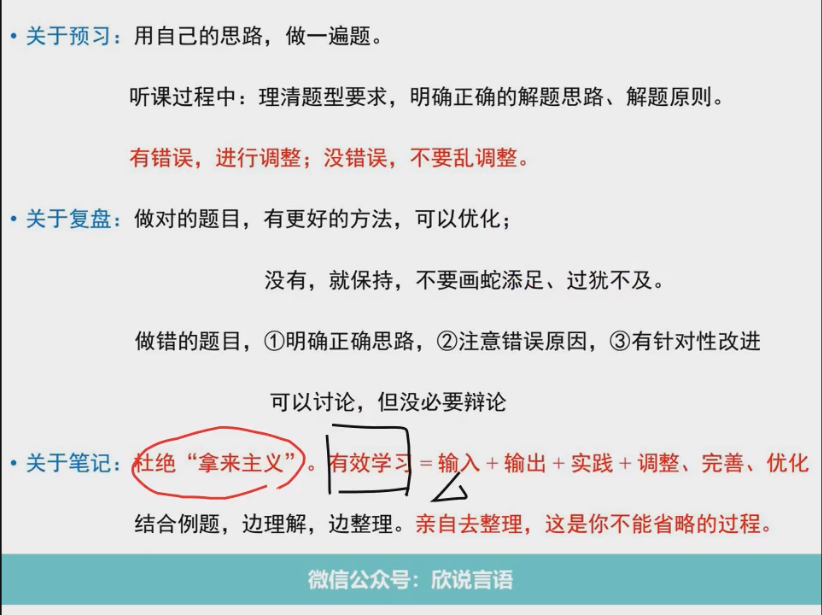 • 关于预习：用自己的思路，做一遍题。
听课过程中：理清题型要求，明确正确的解题思路、解题原则。
有错误，进行调整；没错误，不要乱调整。
• 关于复盘：做对的题目，有更好的方法，可以优化；
没有，就保持，不要画蛇添足、过犹不及。
做错的题目，①明确正确思路，②注意错误原因，③有针对性改进
可以讨论，但没必要辩论
• 关于笔记：杜绝“拿来主义”。有效学习 = 输入 + 输出 + 实践 + 调整、完善、优化
结合例题，边理解，边整理。亲自去整理，这是你不能省略的过程。
微信公众号：欣说言语